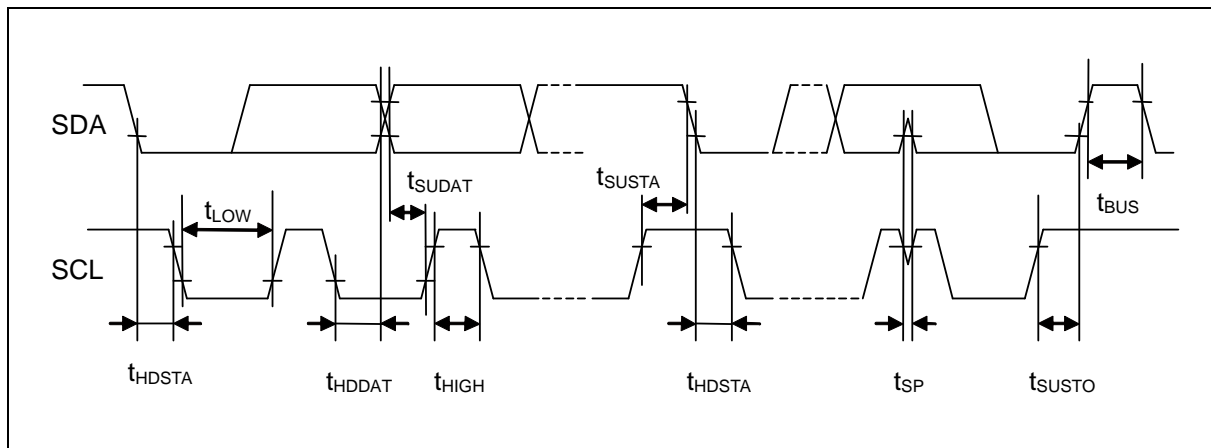 SDA
tSUDAT
tSUSTA
tBUS
tLOW
SCL
tHDSTA
tHDDAT
tHIGH
tHDSTA
tSP
tSUSTO